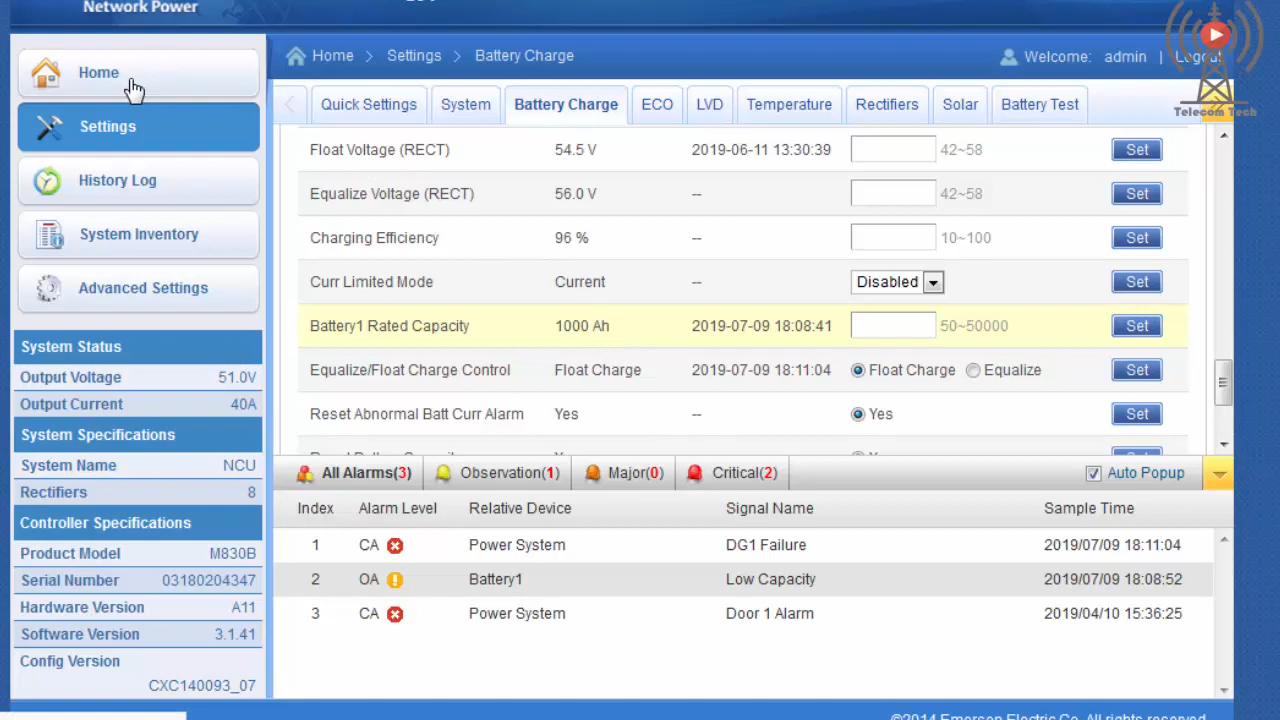 Network Power
Home > Settings > Battery Charge
Welcome: admin | Logout
Telecom Tech
Home
Settings
History Log
System Inventory
Advanced Settings
Quick Settings System Battery Charge ECO LVD Temperature Rectifiers Solar Battery Test
Float Voltage (RECT) 54.5 V 2019-06-11 13:30:39 42~58 Set
Equalize Voltage (RECT) 56.0 V -- 42~58 Set
Charging Efficiency 96 % -- 10~100 Set
Curr Limited Mode Current -- Disabled Set
Battery1 Rated Capacity 1000 Ah 2019-07-09 18:08:41 50~50000 Set
Equalize/Float Charge Control Float Charge 2019-07-09 18:11:04 Float Charge Equalize Set
Reset Abnormal Batt Curr Alarm Yes -- Yes Set
System Status
Output Voltage 51.0V
Output Current 40A
System Specifications
System Name NCU
Rectifiers 8
Controller Specifications
Product Model M830B
Serial Number 03180204347
Hardware Version A11
Software Version 3.1.41
Config Version
CXC140093_07
All Alarms(3) Observation(1) Major(0) Critical(2) Auto Popup
Index Alarm Level Relative Device Signal Name Sample Time
1 CA Power System DG1 Failure 2019/07/09 18:11:04
2 OA Battery1 Low Capacity 2019/07/09 18:08:52
3 CA Power System Door 1 Alarm 2019/04/10 15:36:25
©2014 Emerson Electric Co. All rights reserved.